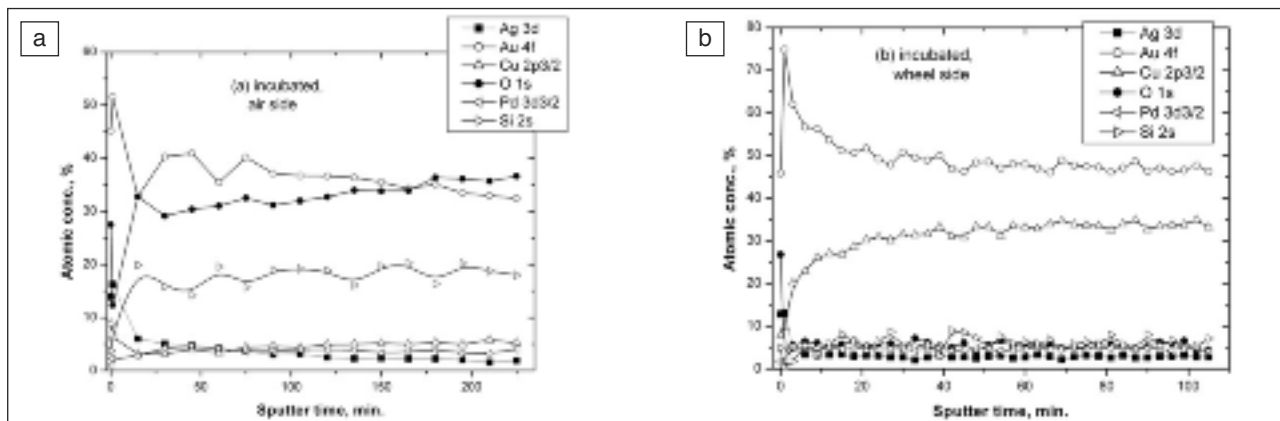 a
60
50
40
30
20
10
0
Atomic conc., %
0
50
100
150
200
Sputter time, min.
(a) incubated,
air side
Ag 3d
Au 4f
Cu 2p3/2
O 1s
Pd 3d3/2
Si 2s
b
80
70
60
50
40
30
20
10
0
Atomic conc., %
0
20
40
60
80
100
Sputter time, min.
(b) incubated,
wheel side
Ag 3d
Au 4f
Cu 2p3/2
O 1s
Pd 3d3/2
Si 2s